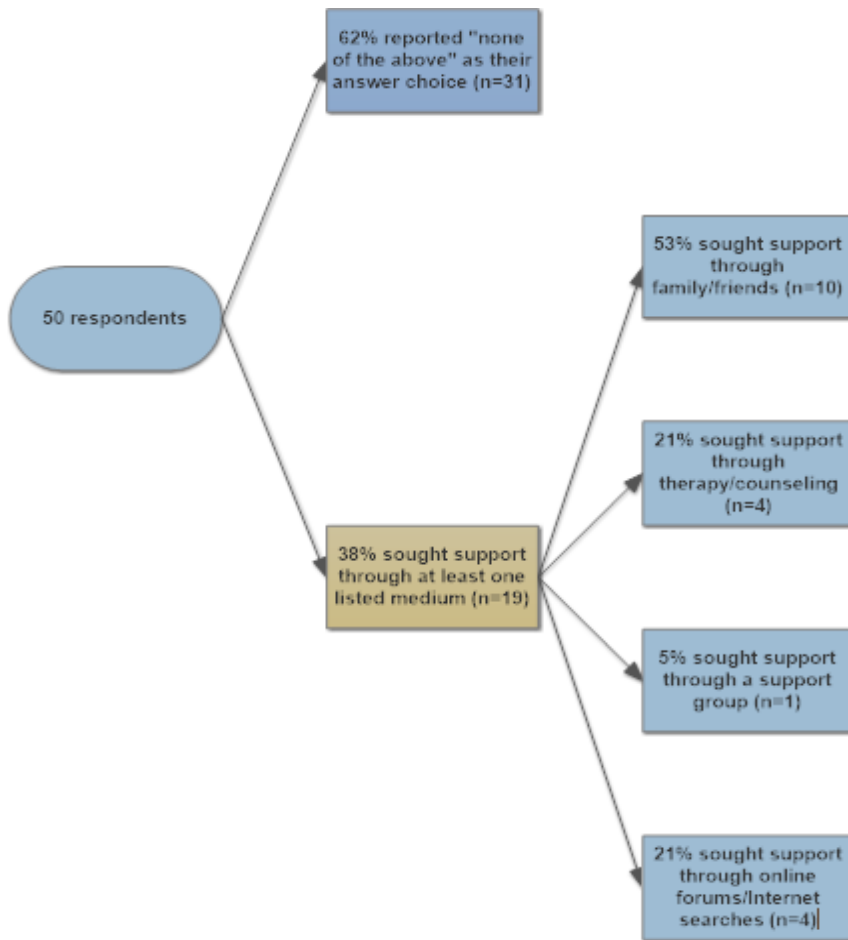 62% reported "none
of the above" as their
answer choice (n=31)
53% sought support
through
family/friends (n=10)
50 respondents
21% sought support
through
therapy/counseling
(n=4)
38% sought support
through at least one
listed medium (n=19)
5% sought support
through a support
group (n=1)
21% sought support
through online
forums/Internet
searches (n=4)